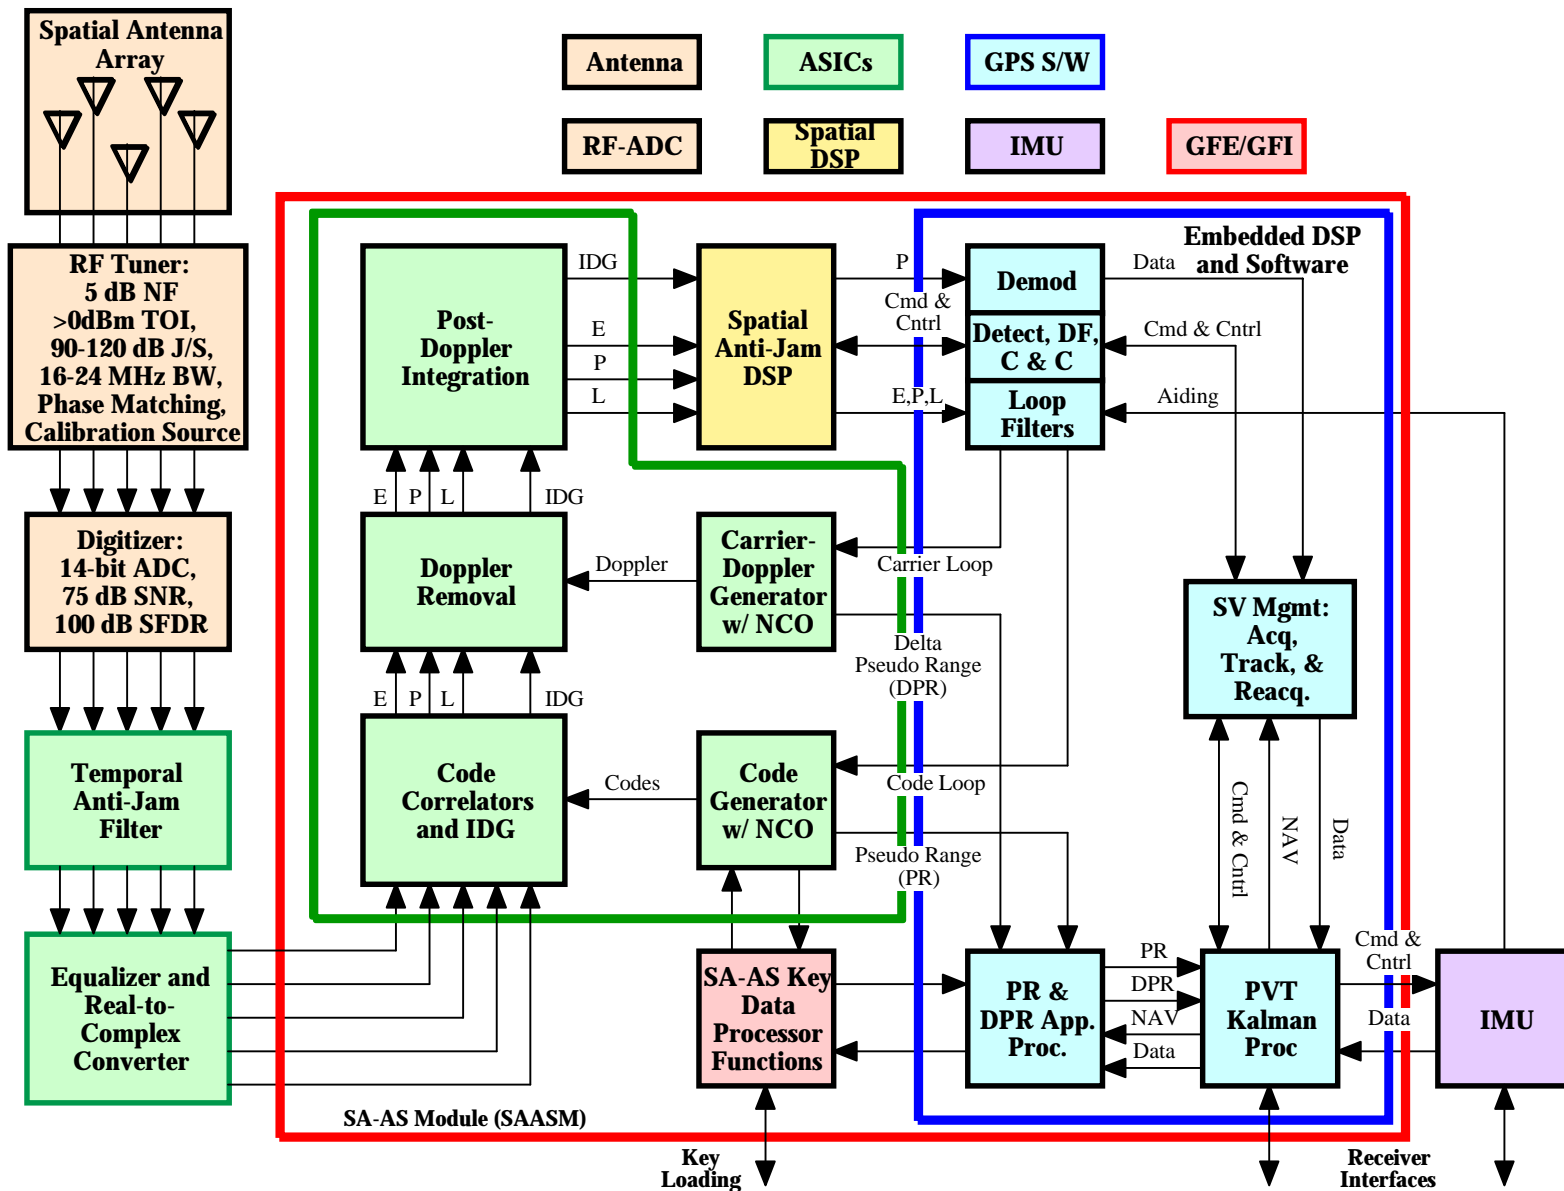 Spatial Antenna
Array
Antenna
ASICs
GPS S/W
RF-ADC
Spatial
DSP
IMU
GFE/GFI
RF Tuner:
5 dB NF
>0dBm TOI,
90-120 dB J/S,
16-24 MHz BW,
Phase Matching,
Calibration Source
Digitizer:
14-bit ADC,
75 dB SNR,
100 dB SFDR
Temporal
Anti-Jam
Filter
Equalizer and
Real-to-
Complex
Converter
Post-
Doppler
Integration
IDG
E
P
L
Spatial
Anti-Jam
DSP
P
Cmd &
Cntrl
E,P,L
Demod
Detect, DF,
C & C
Loop
Filters
Data
Embedded DSP
and Software
Cmd & Cntrl
Aiding
E
P
L
IDG
Doppler
Removal
Doppler
Carrier-
Doppler
Generator
w/ NCO
Carrier Loop
Delta
Pseudo Range
(DPR)
SV Mgmt:
Acq,
Track, &
Reacq.
E
P
L
IDG
Code
Correlators
and IDG
Codes
Code
Generator
w/ NCO
Code Loop
Pseudo Range
(PR)
Cmd & Cntrl
NAV
Data
SA-AS Key
Data
Processor
Functions
PR &
DPR App.
Proc.
PR
DPR
NAV
Data
PVT
Kalman
Proc
Cmd &
Cntrl
Data
IMU
SA-AS Module (SAASM)
Key
Loading
Receiver
Interfaces